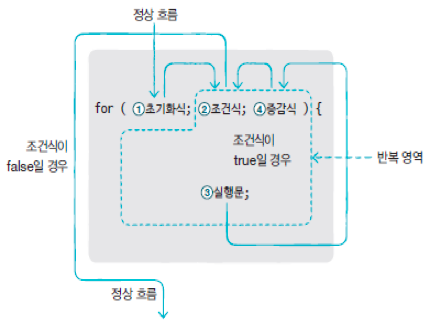 정상 흐름
for ( ①초기화식; ②조건식; ④증감식 ) {
조건식이
false일 경우
조건식이
true일 경우
반복 영역
③실행문;
정상 흐름